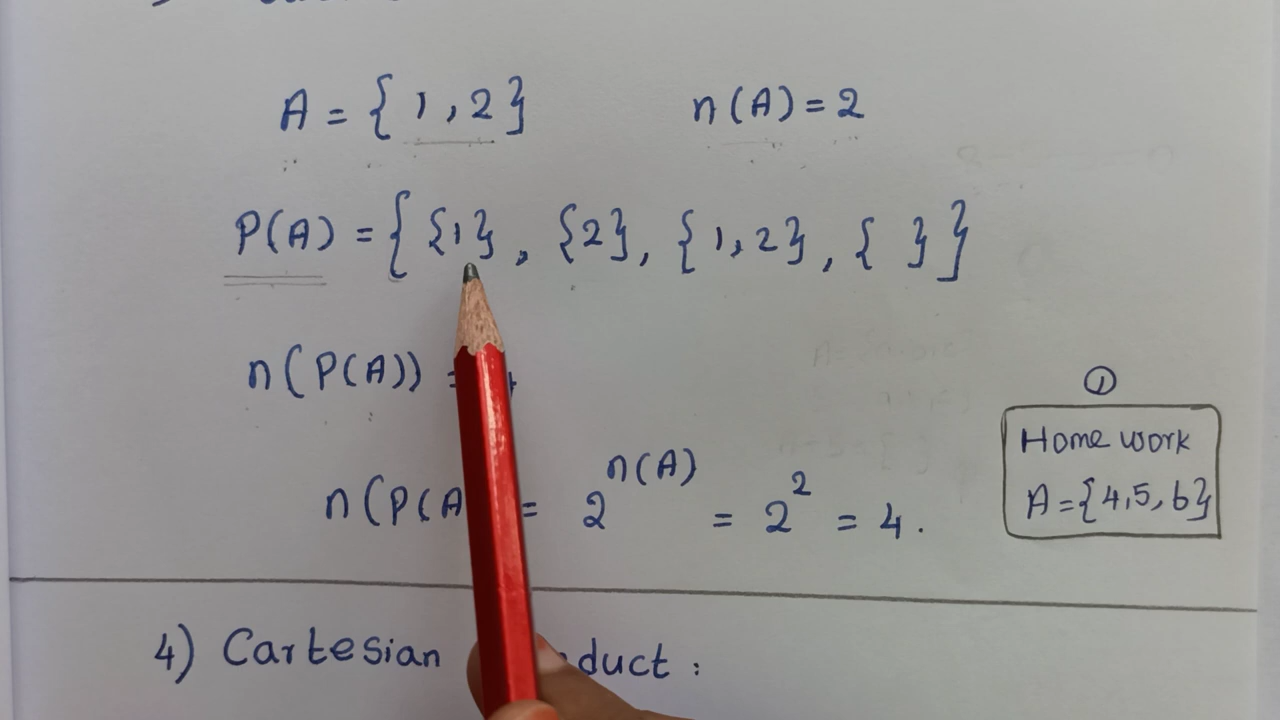 A = { 1 , 2 }
n(A) = 2
P(A) = { {1} , {2} , {1,2} , { } }
n(P(A)) =
n(P(A = 2^n(A) = 2^2 = 4 .
①
Home work
A = {4,5,6}
4) Cartesian duct :